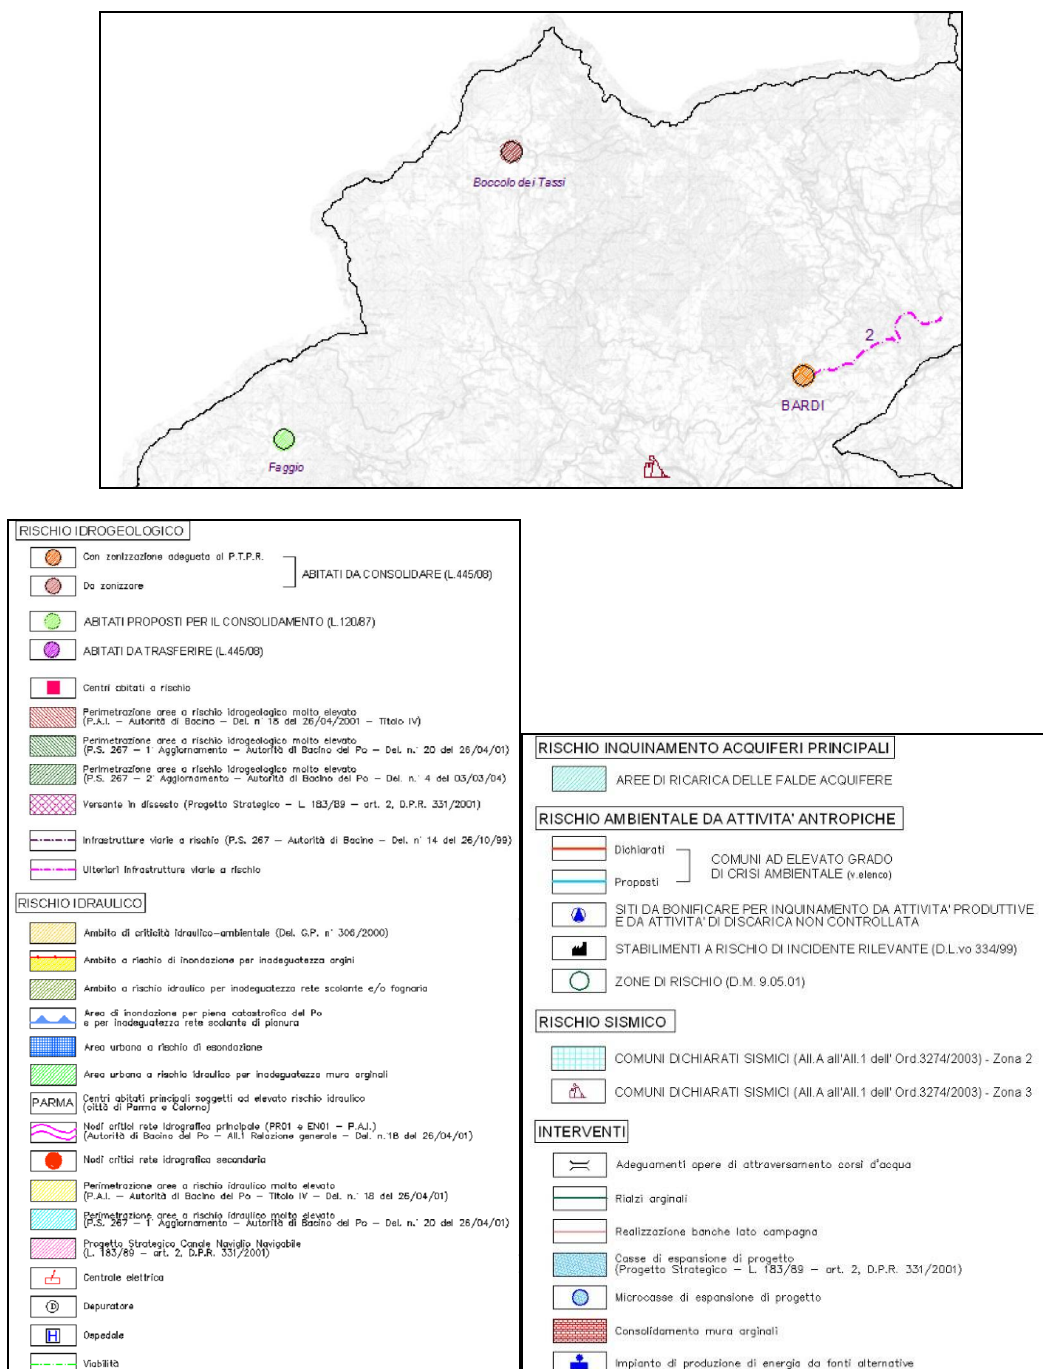 Boccolo dei Tassi
2
BARDI
Faggio
RISCHIO IDROGEOLOGICO
Con zonizzazione adeguata al P.T.P.R.
ABITATI DA CONSOLIDARE (L.445/08)
Da zonizzare
ABITATI PROPOSTI PER IL CONSOLIDAMENTO (L.120/87)
ABITATI DA TRASFERIRE (L.445/08)
Centri abitati a rischio
Perimetrazione aree a rischio idrogeologico molto elevato
(P.A.I. – Autorità di Bacino – Del. n° 18 del 26/04/2001 – Titolo IV)
Perimetrazione aree a rischio idrogeologico molto elevato
(P.S. 267 – 1° Aggiornamento – Autorità di Bacino del Po – Del. n° 20 del 26/04/01)
Perimetrazione aree a rischio idrogeologico molto elevato
(P.S. 267 – 2° Aggiornamento – Autorità di Bacino del Po – Del. n° 4 del 03/03/04)
Versante in dissesto (Progetto Strategico – L. 183/89 – art. 2, D.P.R. 331/2001)
Infrastrutture viarie a rischio (P.S. 267 – Autorità di Bacino – Del. n° 14 del 26/10/99)
Ulteriori infrastrutture viarie a rischio
RISCHIO IDRAULICO
Ambito di criticità idraulico-ambientale (Del. G.P. n° 306/2000)
Ambito a rischio di inondazione per inadeguatezza argini
Ambito a rischio idraulico per inadeguatezza rete scolante e/o fognaria
Area di inondazione per piena catastrofica del Po
e per inadeguatezza rete scolante di pianura
Area urbana a rischio di esondazione
Area urbana a rischio idraulico per inadeguatezza mura arginali
PARMA
Centri abitati principali soggetti ad elevato rischio idraulico
(città di Parma e Colorno)
Nodi critici rete idrografica principale (PR01 e EN01 – P.A.I.)
(Autorità di Bacino del Po – All.1 Relazione generale – Del. n.18 del 26/04/01)
Nodi critici rete idrografica secondaria
Perimetrazione aree a rischio idraulico molto elevato
(P.A.I. – Autorità di Bacino del Po – Titolo IV – Del. n.° 18 del 26/04/01)
Perimetrazione aree a rischio idraulico molto elevato
(P.S. 267 – 1° Aggiornamento – Autorità di Bacino del Po – Del. n.° 20 del 26/04/01)
Progetto Strategico Canale Naviglio Navigabile
(L. 183/89 – art. 2, D.P.R. 331/2001)
Centrale elettrica
D
Depuratore
H
Ospedale
Viabilità
RISCHIO INQUINAMENTO ACQUIFERI PRINCIPALI
AREE DI RICARICA DELLE FALDE ACQUIFERE
RISCHIO AMBIENTALE DA ATTIVITA' ANTROPICHE
Dichiarati
COMUNI AD ELEVATO GRADO
DI CRISI AMBIENTALE (v.elenco)
Proposti
SITI DA BONIFICARE PER INQUINAMENTO DA ATTIVITA' PRODUTTIVE
E DA ATTIVITA' DI DISCARICA NON CONTROLLATA
STABILIMENTI A RISCHIO DI INCIDENTE RILEVANTE (D.L.vo 334/99)
ZONE DI RISCHIO (D.M. 9.05.01)
RISCHIO SISMICO
COMUNI DICHIARATI SISMICI (All.A all'All.1 dell' Ord.3274/2003) - Zona 2
COMUNI DICHIARATI SISMICI (All.A all'All.1 dell' Ord.3274/2003) - Zona 3
INTERVENTI
Adeguamenti opere di attraversamento corsi d'acqua
Rialzi arginali
Realizzazione banche lato campagna
Casse di espansione di progetto
(Progetto Strategico – L. 183/89 – art. 2, D.P.R. 331/2001)
Microcasse di espansione di progetto
Consolidamento mura arginali
Impianto di produzione di energia da fonti alternative